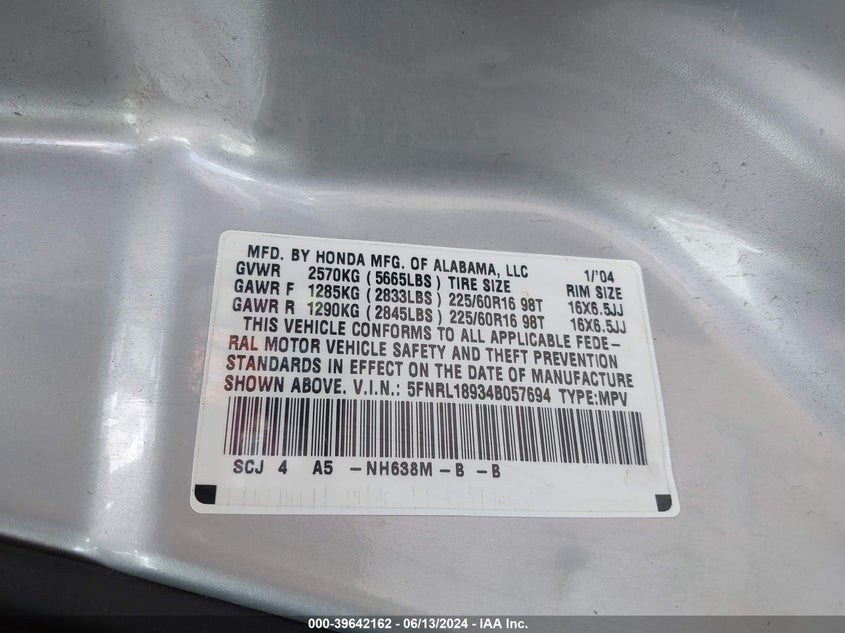 MFD. BY HONDA MFG. OF ALABAMA, LLC 1/'04
GVWR 2570KG (5665LBS) TIRE SIZE RIM SIZE
GAWR F 1285KG (2833LBS) 225/60R16 98T 16X6.5JJ
GAWR R 1290KG (2845LBS) 225/60R16 98T 16X6.5JJ
THIS VEHICLE CONFORMS TO ALL APPLICABLE FEDE-
RAL MOTOR VEHICLE SAFETY AND THEFT PREVENTION
STANDARDS IN EFFECT ON THE DATE OF MANUFACTURE
SHOWN ABOVE. V.I.N.: 5FNRL18934B057694 TYPE:MPV
SCJ 4 A5 -NH638M -B -B
000-39642162 - 06/13/2024 - IAA Inc.